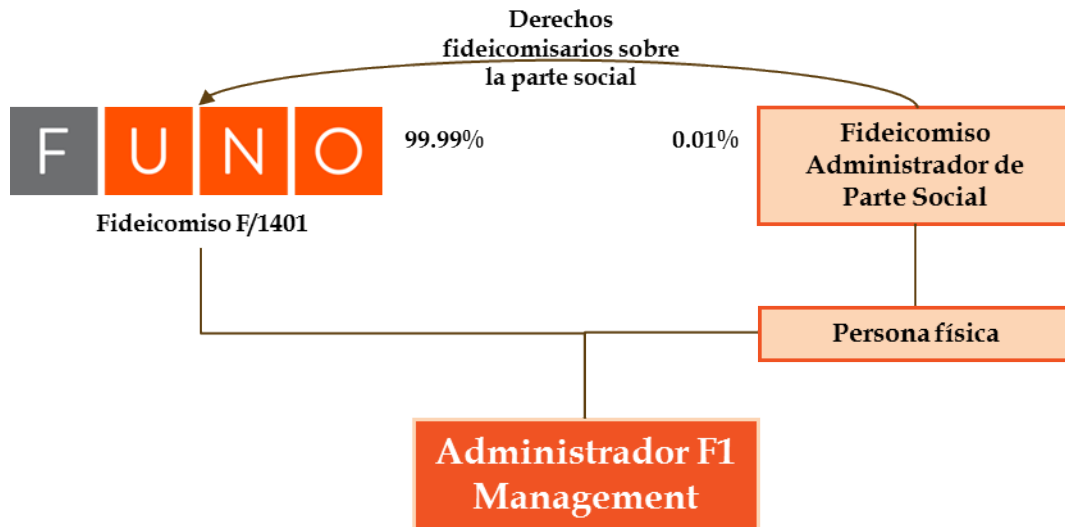 Derechos
fideicomisarios sobre
la parte social
FUNO
99.99%
0.01%
Fideicomiso
Administrador de
Parte Social
Fideicomiso F/1401
Persona física
Administrador F1
Management